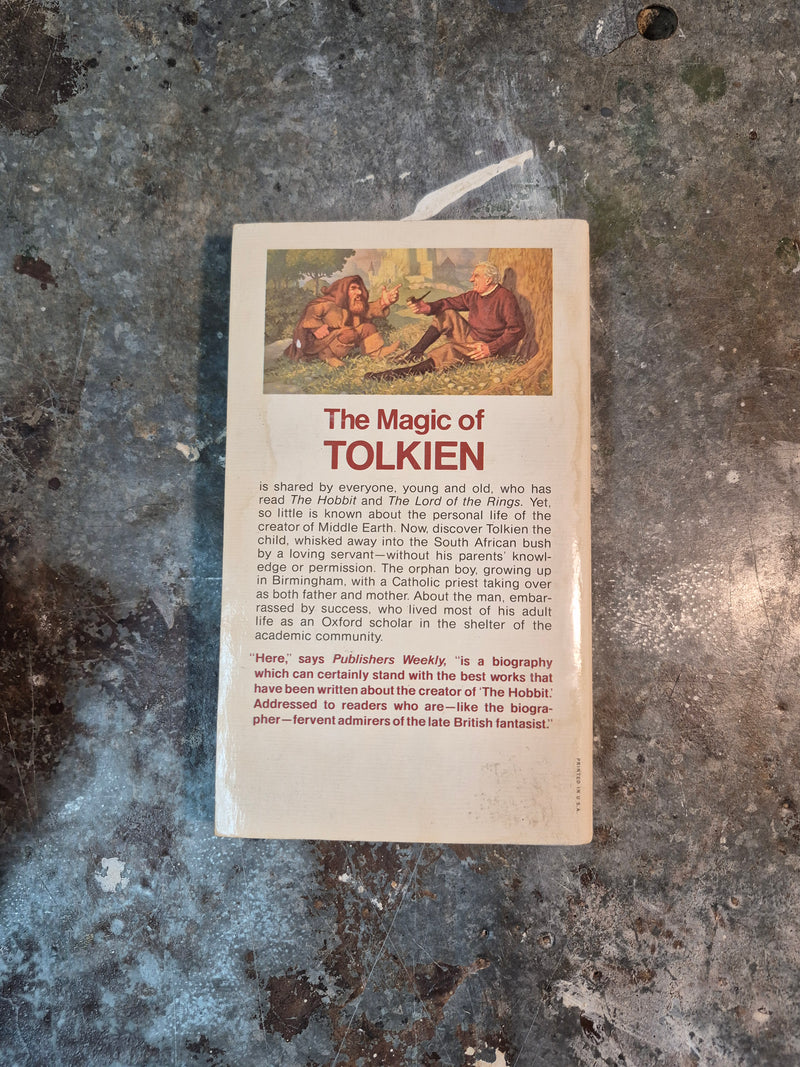 The Magic of
TOLKIEN
is shared by everyone, young and old, who has
read The Hobbit and The Lord of the Rings. Yet,
so little is known about the personal life of the
creator of Middle Earth. Now, discover Tolkien the
child, whisked away into the South African bush
by a loving servant—without his parents' knowl-
edge or permission. The orphan boy, growing up
in Birmingham, with a Catholic priest taking over
as both father and mother. About the man, embar-
rassed by success, who lived most of his adult
life as an Oxford scholar in the shelter of the
academic community.
"Here," says Publishers Weekly, "is a biography
which can certainly stand with the best works that
have been written about the creator of 'The Hobbit.'
Addressed to readers who are—like the biogra-
pher—fervent admirers of the late British fantasist."
PRINTED IN U.S.A.